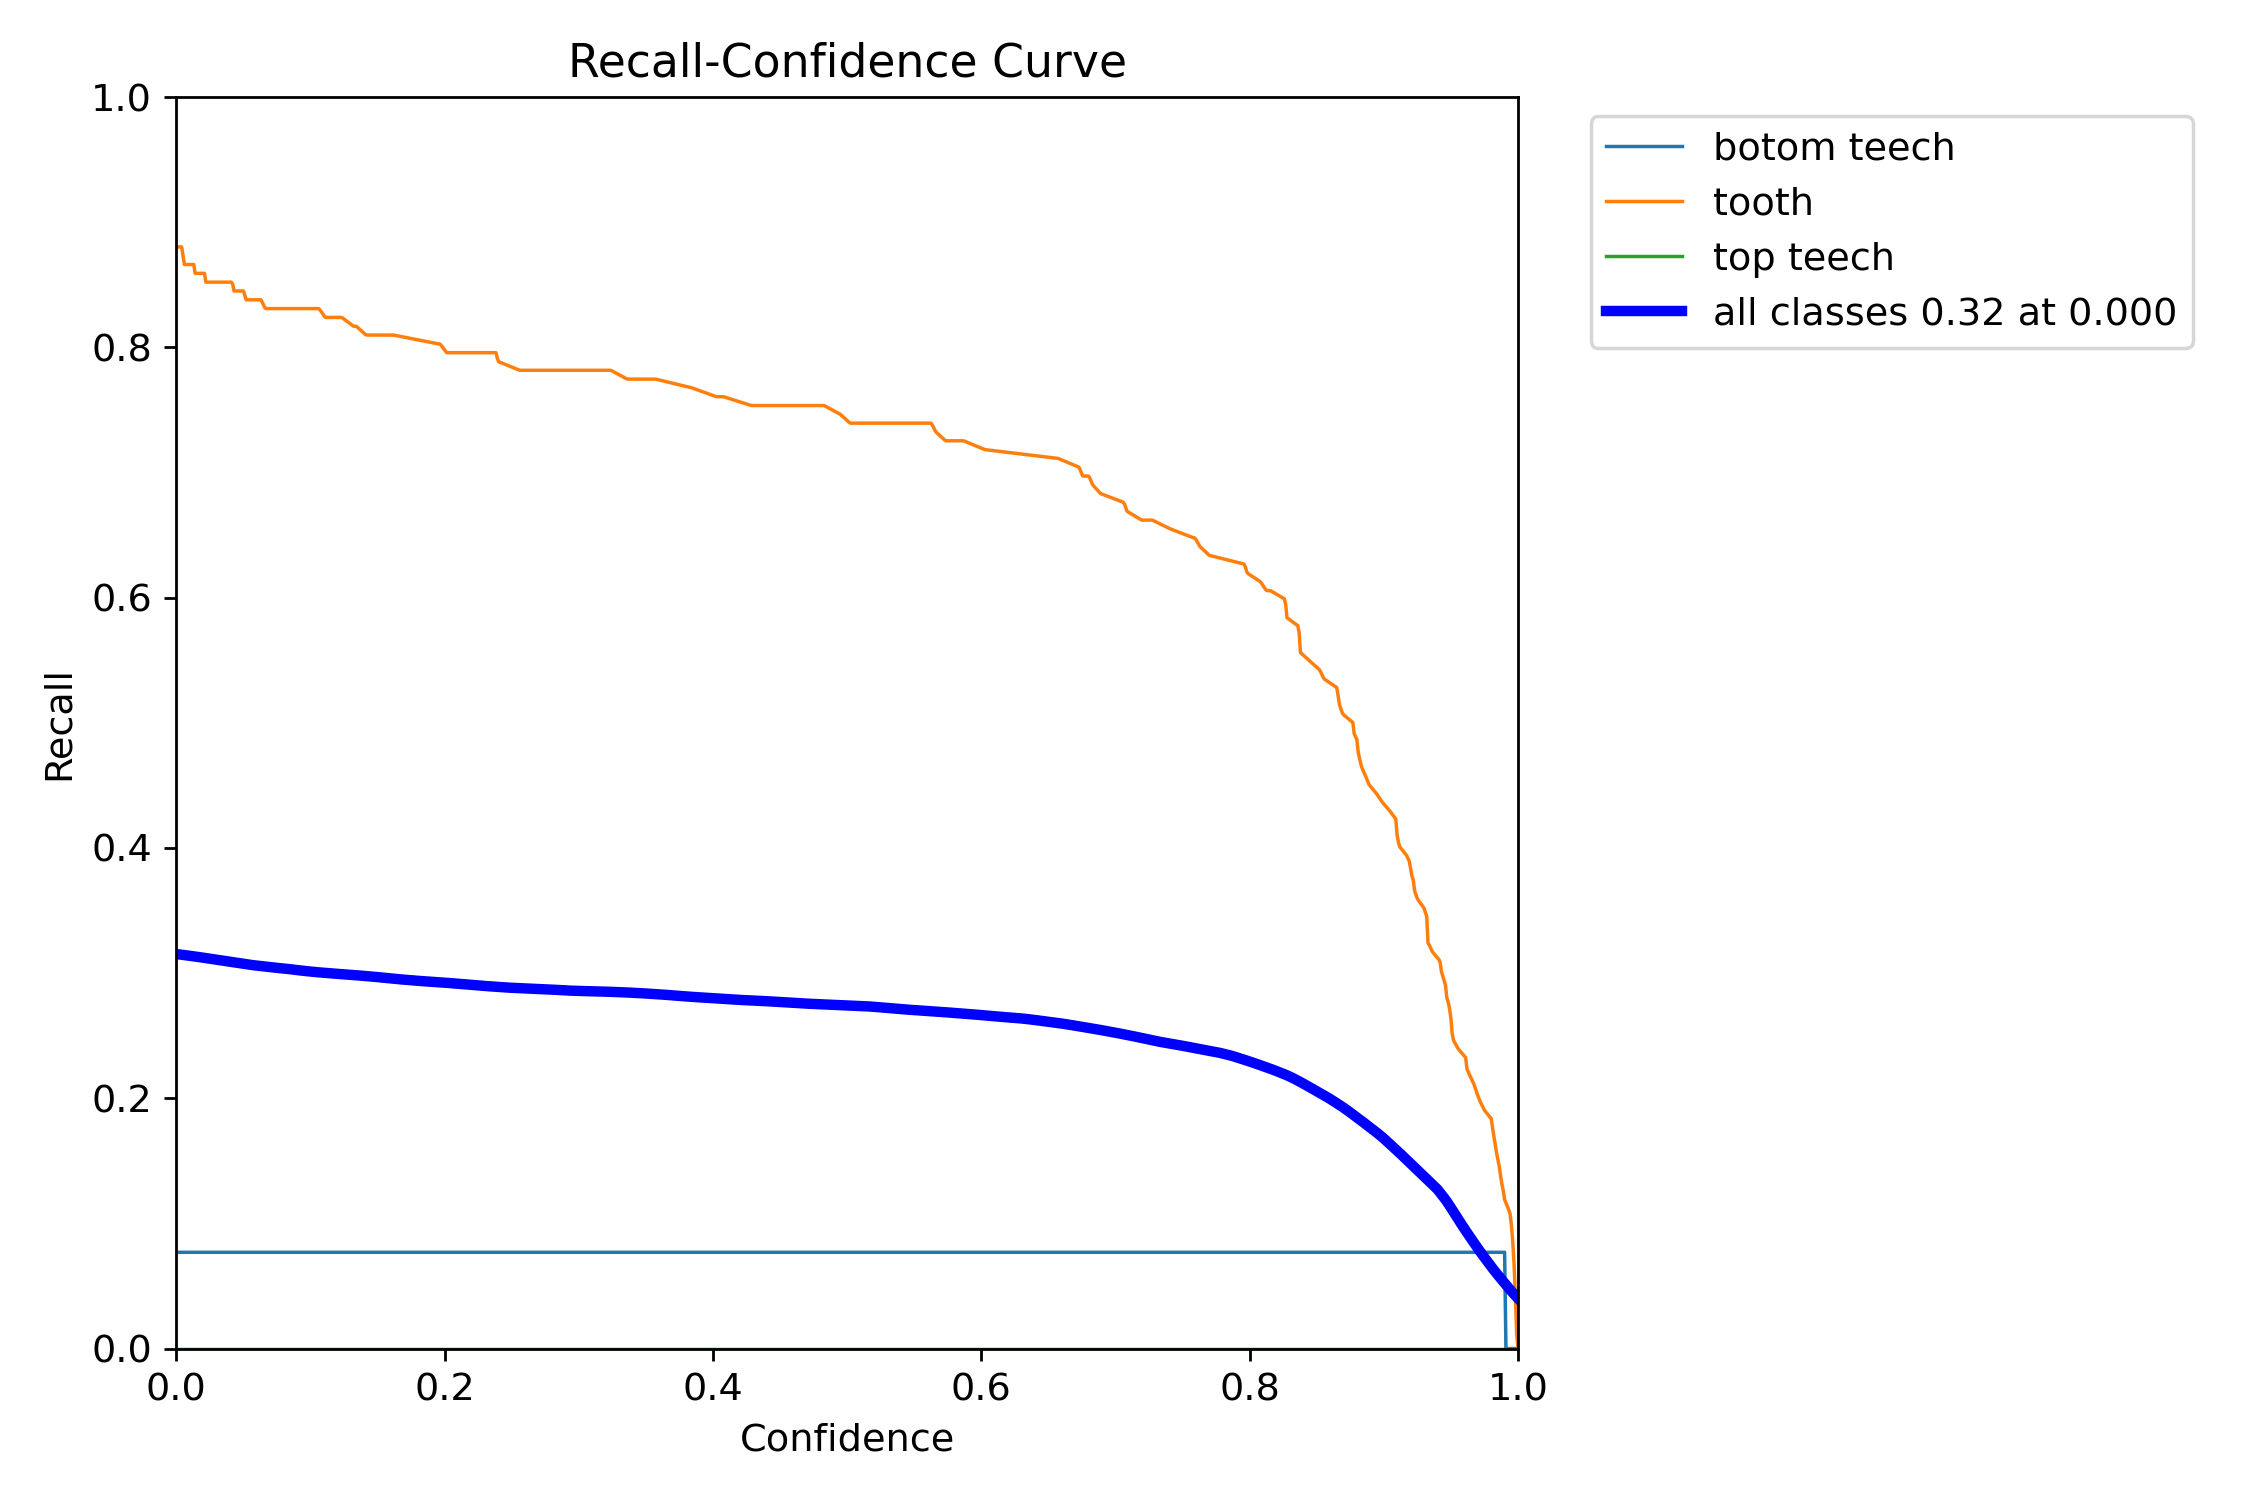 Recall-Confidence Curve
1.0
0.8
0.6
0.4
0.2
0.0
Recall
0.0 0.2 0.4 0.6 0.8 1.0
Confidence
botom teech
tooth
top teech
all classes 0.32 at 0.000